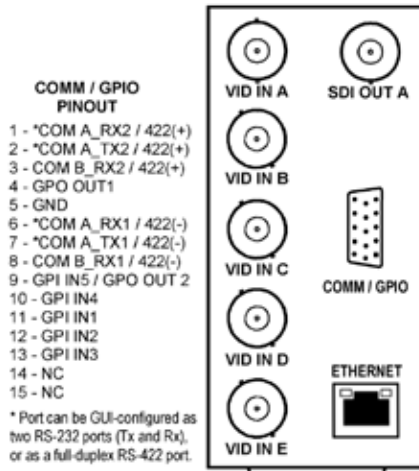 COMM / GPIO
PINOUT
1 - *COM A_RX2 / 422(+)
2 - *COM A_TX2 / 422(+)
3 - COM B_RX2 / 422(+)
4 - GPO OUT1
5 - GND
6 - *COM A_RX1 / 422(-)
7 - *COM A_TX1 / 422(-)
8 - COM B_RX1 / 422(-)
9 - GPI IN5 / GPO OUT 2
10 - GPI IN4
11 - GPI IN1
12 - GPI IN2
13 - GPI IN3
14 - NC
15 - NC
* Port can be GUI-configured as
two RS-232 ports (Tx and Rx),
or as a full-duplex RS-422 port.
VID IN A
SDI OUT A
VID IN B
VID IN C
COMM / GPIO
VID IN D
ETHERNET
VID IN E